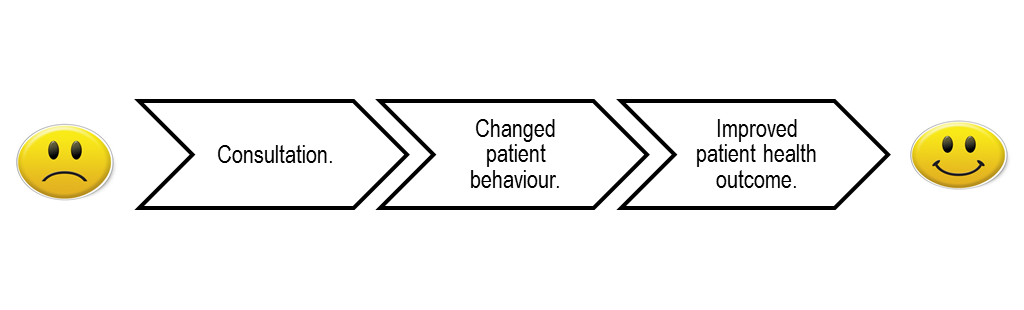 Consultation.
Changed
patient
behaviour.
Improved
patient health
outcome.